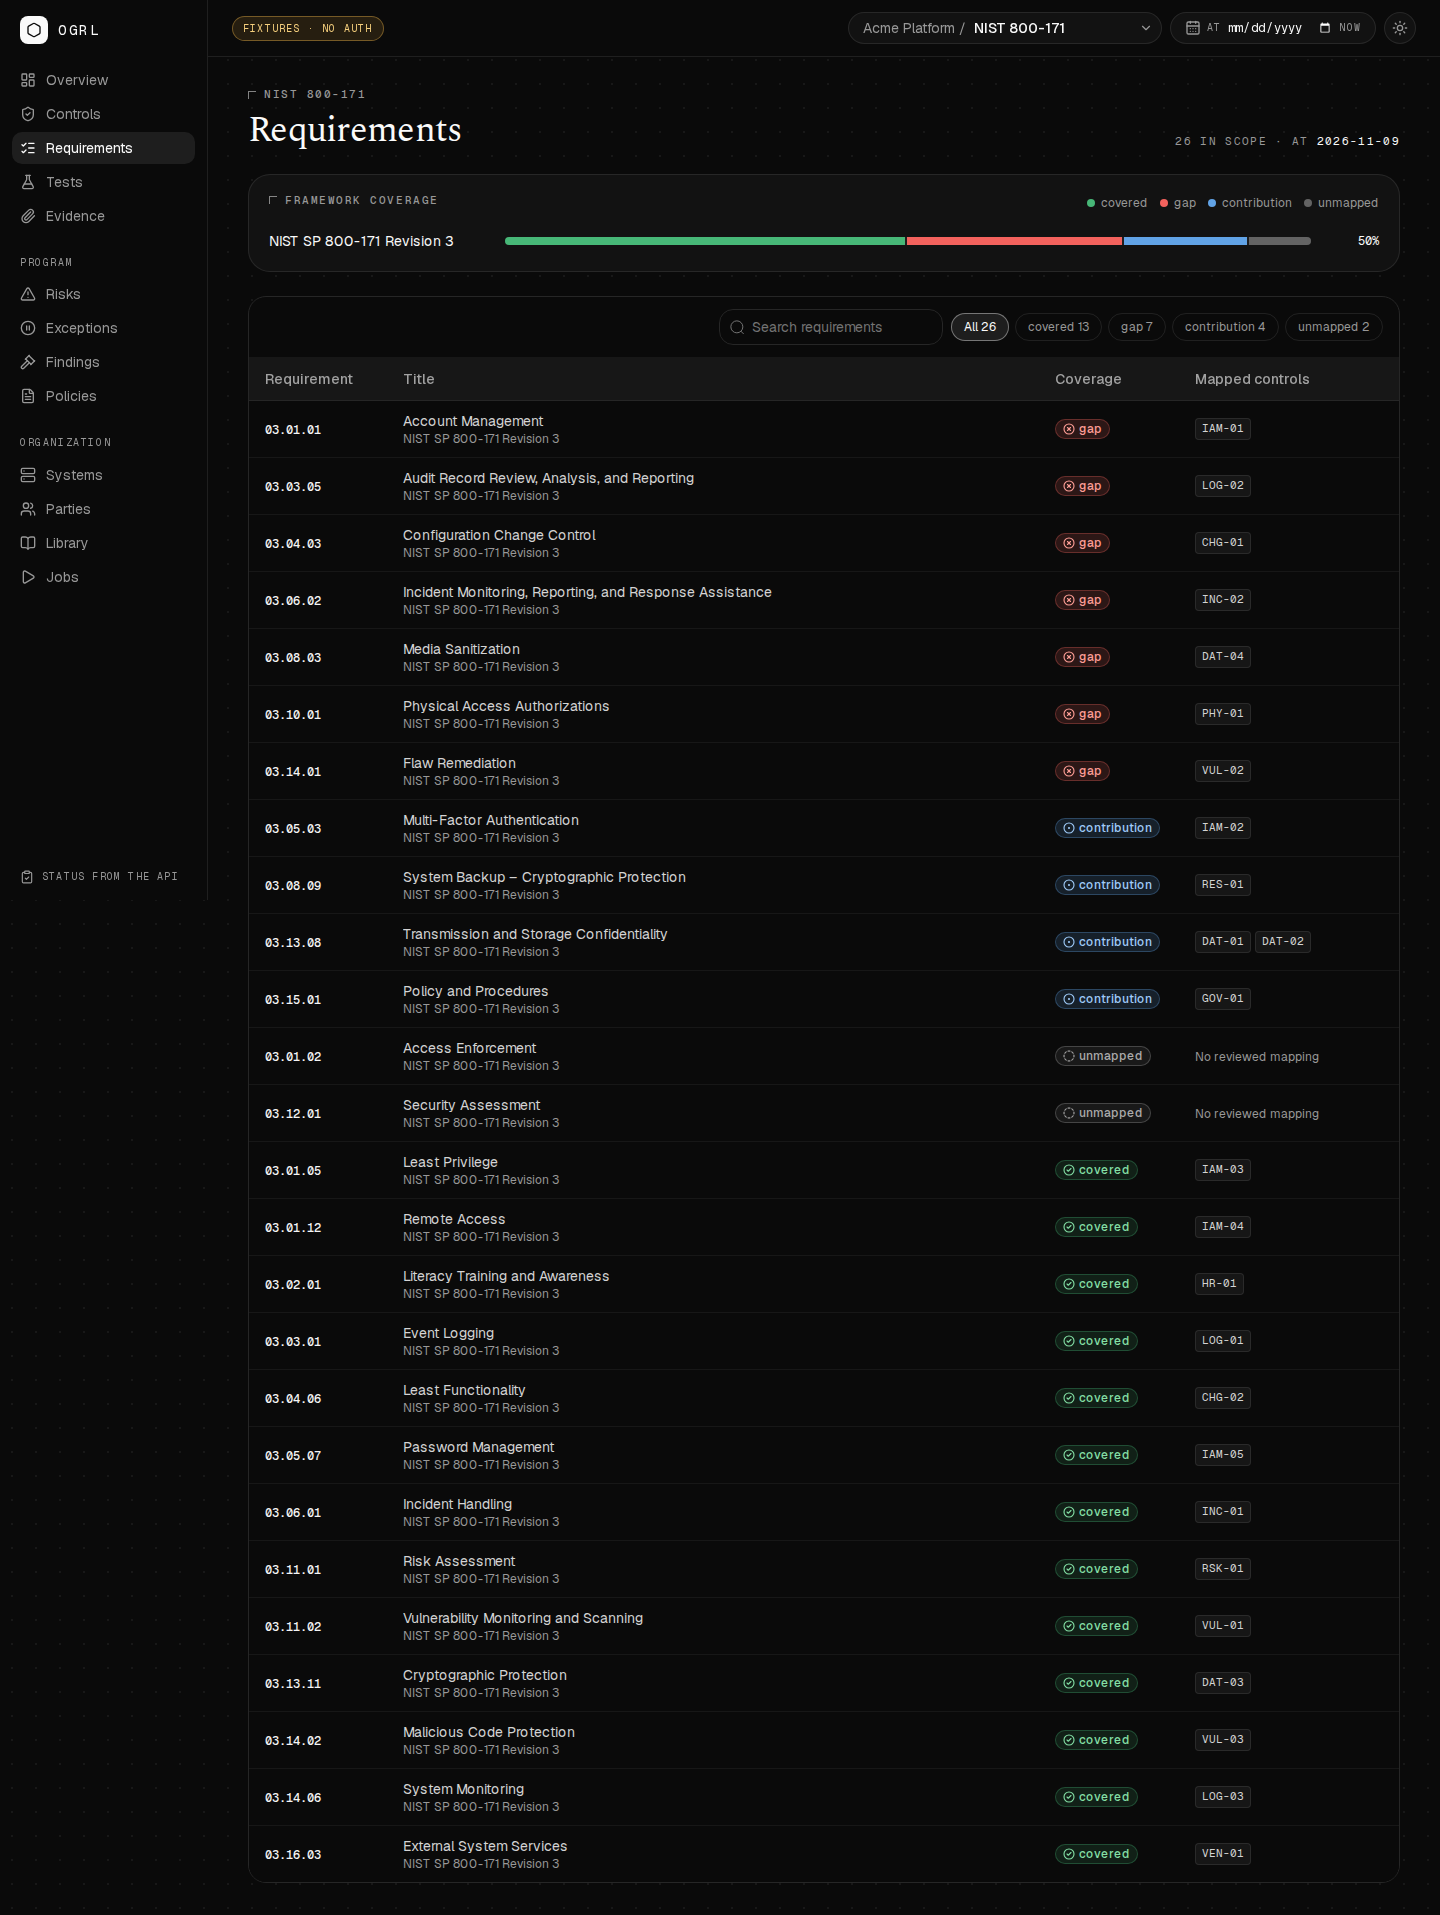 OGRL
FIXTURES · NO AUTH
Acme Platform / NIST 800-171
AT mm/dd/yyyy NOW
Overview
Controls
Requirements
Tests
Evidence
PROGRAM
Risks
Exceptions
Findings
Policies
ORGANIZATION
Systems
Parties
Library
Jobs
STATUS FROM THE API
NIST 800-171
Requirements
26 IN SCOPE · AT 2026-11-09
FRAMEWORK COVERAGE
covered gap contribution unmapped
NIST SP 800-171 Revision 3 50%
Search requirements All 26 covered 13 gap 7 contribution 4 unmapped 2
Requirement Title Coverage Mapped controls
03.01.01 Account Management gap IAM-01
NIST SP 800-171 Revision 3
03.03.05 Audit Record Review, Analysis, and Reporting gap LOG-02
NIST SP 800-171 Revision 3
03.04.03 Configuration Change Control gap CHG-01
NIST SP 800-171 Revision 3
03.06.02 Incident Monitoring, Reporting, and Response Assistance gap INC-02
NIST SP 800-171 Revision 3
03.08.03 Media Sanitization gap DAT-04
NIST SP 800-171 Revision 3
03.10.01 Physical Access Authorizations gap PHY-01
NIST SP 800-171 Revision 3
03.14.01 Flaw Remediation gap VUL-02
NIST SP 800-171 Revision 3
03.05.03 Multi-Factor Authentication contribution IAM-02
NIST SP 800-171 Revision 3
03.08.09 System Backup – Cryptographic Protection contribution RES-01
NIST SP 800-171 Revision 3
03.13.08 Transmission and Storage Confidentiality contribution DAT-01 DAT-02
NIST SP 800-171 Revision 3
03.15.01 Policy and Procedures contribution GOV-01
NIST SP 800-171 Revision 3
03.01.02 Access Enforcement unmapped No reviewed mapping
NIST SP 800-171 Revision 3
03.12.01 Security Assessment unmapped No reviewed mapping
NIST SP 800-171 Revision 3
03.01.05 Least Privilege covered IAM-03
NIST SP 800-171 Revision 3
03.01.12 Remote Access covered IAM-04
NIST SP 800-171 Revision 3
03.02.01 Literacy Training and Awareness covered HR-01
NIST SP 800-171 Revision 3
03.03.01 Event Logging covered LOG-01
NIST SP 800-171 Revision 3
03.04.06 Least Functionality covered CHG-02
NIST SP 800-171 Revision 3
03.05.07 Password Management covered IAM-05
NIST SP 800-171 Revision 3
03.06.01 Incident Handling covered INC-01
NIST SP 800-171 Revision 3
03.11.01 Risk Assessment covered RSK-01
NIST SP 800-171 Revision 3
03.11.02 Vulnerability Monitoring and Scanning covered VUL-01
NIST SP 800-171 Revision 3
03.13.11 Cryptographic Protection covered DAT-03
NIST SP 800-171 Revision 3
03.14.02 Malicious Code Protection covered VUL-03
NIST SP 800-171 Revision 3
03.14.06 System Monitoring covered LOG-03
NIST SP 800-171 Revision 3
03.16.03 External System Services covered VEN-01
NIST SP 800-171 Revision 3